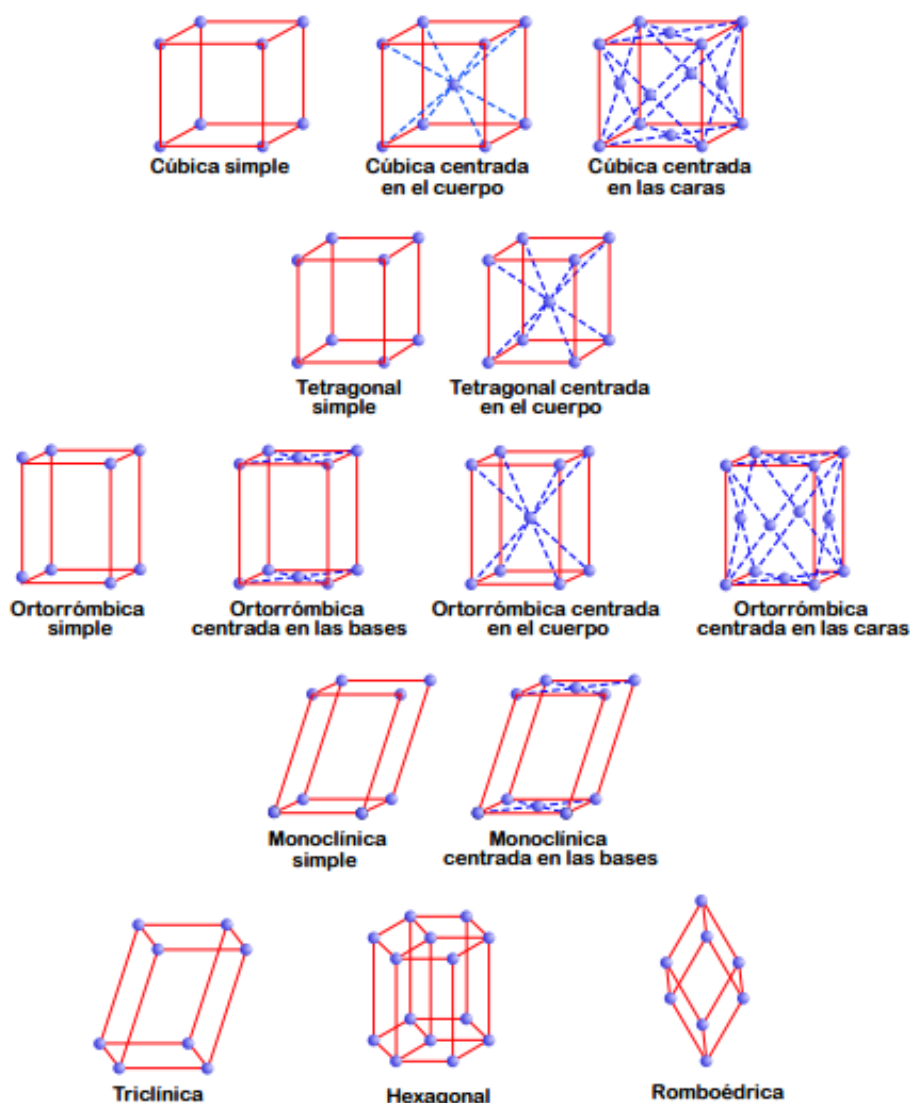 Cúbica simple
Cúbica centrada
en el cuerpo
Cúbica centrada
en las caras
Tetragonal
simple
Tetragonal centrada
en el cuerpo
Ortorrómbica
simple
Ortorrómbica
centrada en las bases
Ortorrómbica centrada
en el cuerpo
Ortorrómbica
centrada en las caras
Monoclínica
simple
Monoclínica
centrada en las bases
Triclínica
Hexagonal
Romboédrica